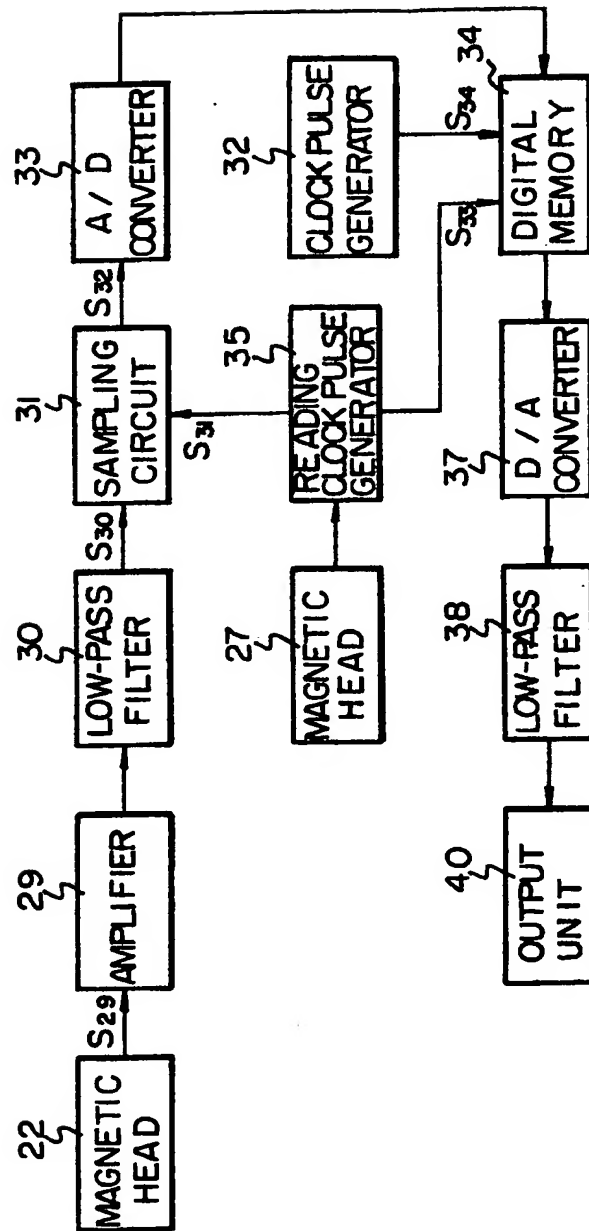 22
MAGNETIC
HEAD
S29
29
AMPLIFIER
30
LOW-PASS
FILTER
S30
31
SAMPLING
CIRCUIT
S32
33
A/D
CONVERTER
S31
27
MAGNETIC
HEAD
35
READING
CLOCK PULSE
GENERATOR
32
CLOCK PULSE
GENERATOR
S33
S34
34
DIGITAL
MEMORY
37
D/A
CONVERTER
38
LOW-PASS
FILTER
40
OUTPUT
UNIT